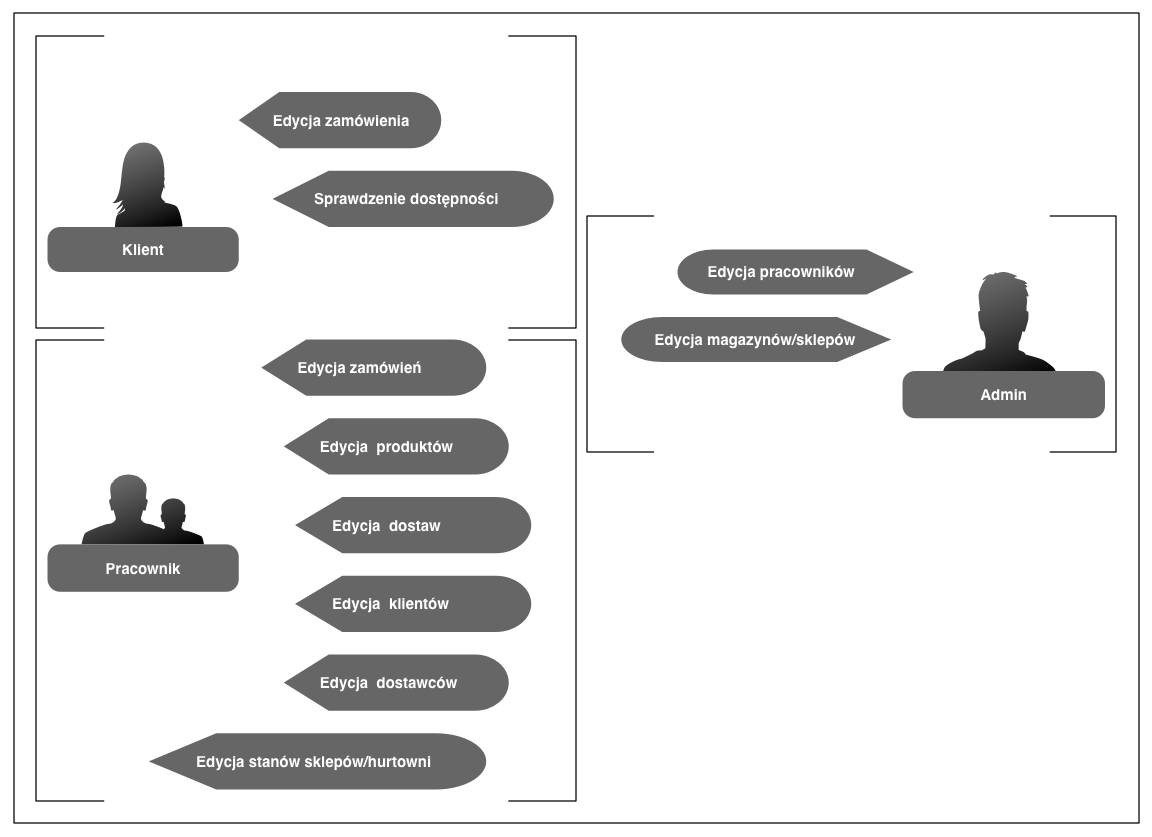 Edycja zamówienia
Sprawdzenie dostępności
Klient
Edycja zamówień
Edycja  produktów
Edycja  dostaw
Pracownik
Edycja  klientów
Edycja  dostawców
Edycja stanów sklepów/hurtowni
Edycja pracowników
Edycja magazynów/sklepów
Admin